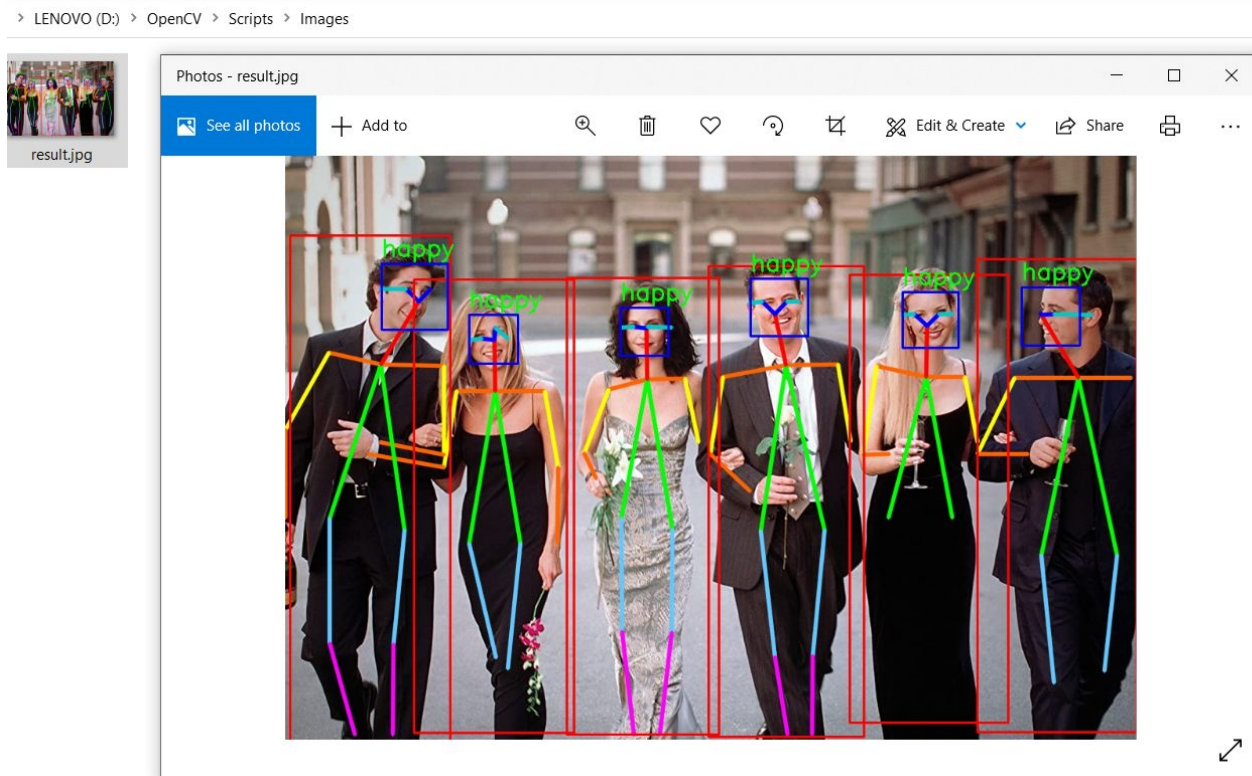 > LENOVO (D:) > OpenCV > Scripts > Images
result.jpg
Photos - result.jpg
See all photos
Add to
Edit & Create
Share
happy
happy
happy
happy
happy
happy